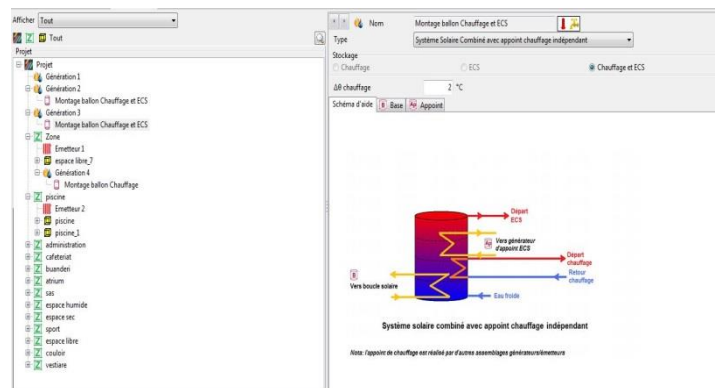 Afficher Tout
Tout
Projet
Projet
Génération 1
Génération 2
Montage ballon Chauffage et ECS
Génération 3
Montage ballon Chauffage et ECS
Zone
Emetteur 1
espace libre_7
Génération 4
Montage ballon Chauffage
piscine
Emetteur 2
piscine
piscine_1
administration
cafeteriat
buanderi
atrium
sas
espace humide
espace sec
sport
espace libre
couloir
vestiare
Nom Montage ballon Chauffage et ECS
Type Système Solaire Combiné avec appoint chauffage indépendant
Stockage
Chauffage ECS Chauffage et ECS
Δθ chauffage 2 °C
Schéma d'aide B Base Ap Appoint
Départ
ECS
Ap Vers générateur
d'appoint ECS
Départ
chauffage
B
Vers boucle solaire
Retour
chauffage
Eau froide
Système solaire combiné avec appoint chauffage indépendant
Nota: l'appoint de chauffage est réalisé par d'autres assemblages générateurs/émetteurs